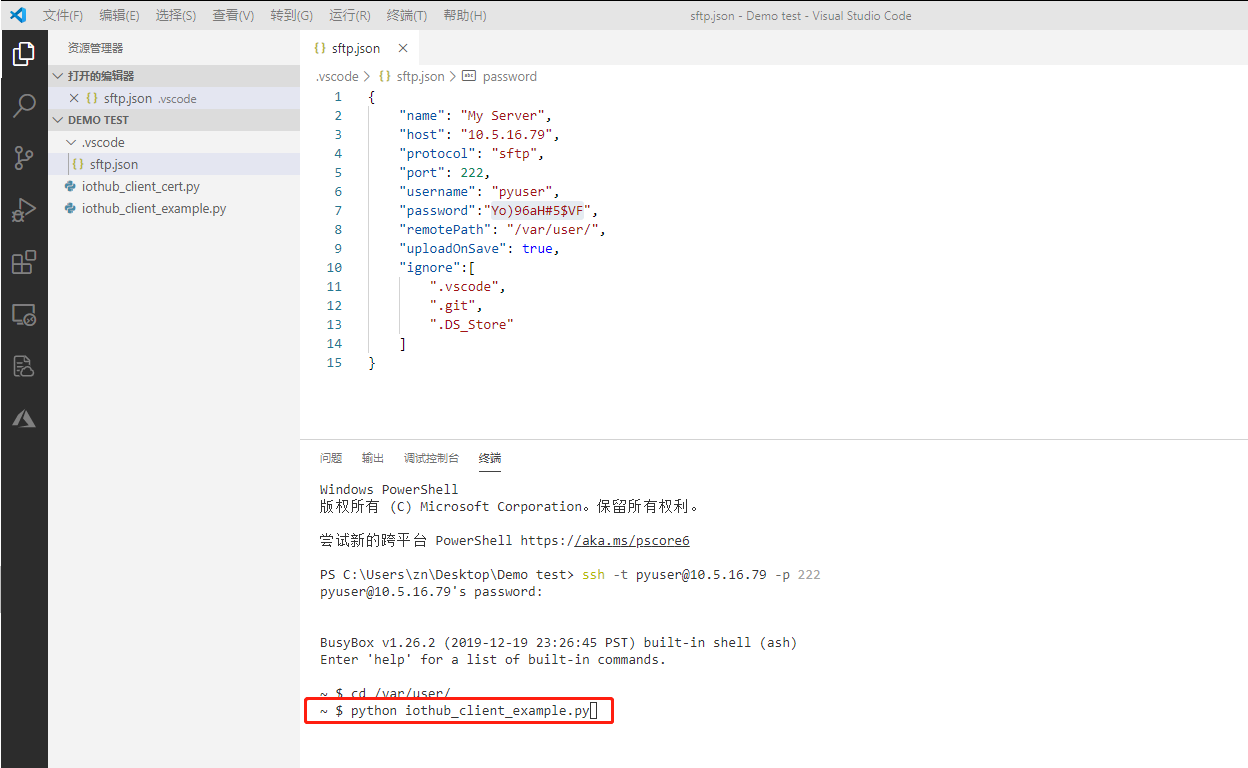 文件(F) 编辑(E) 选择(S) 查看(V) 转到(G) 运行(R) 终端(T) 帮助(H) sftp.json - Demo test - Visual Studio Code
资源管理器
打开的编辑器
sftp.json .vscode
DEMO TEST
.vscode
{} sftp.json
iothub_client_cert.py
iothub_client_example.py
{} sftp.json
.vscode > {} sftp.json > abc password
1 {
2 "name": "My Server",
3 "host": "10.5.16.79",
4 "protocol": "sftp",
5 "port": 222,
6 "username": "pyuser",
7 "password":"Yo)96aH#5$VF",
8 "remotePath": "/var/user/",
9 "uploadOnSave": true,
10 "ignore":[
11 ".vscode",
12 ".git",
13 ".DS_Store"
14 ]
15 }
问题 输出 调试控制台 终端
Windows PowerShell
版权所有 (C) Microsoft Corporation。保留所有权利。
尝试新的跨平台 PowerShell https://aka.ms/pscore6
PS C:\Users\zn\Desktop\Demo test> ssh -t pyuser@10.5.16.79 -p 222
pyuser@10.5.16.79's password:
BusyBox v1.26.2 (2019-12-19 23:26:45 PST) built-in shell (ash)
Enter 'help' for a list of built-in commands.
~ $ cd /var/user/
~ $ python iothub_client_example.py